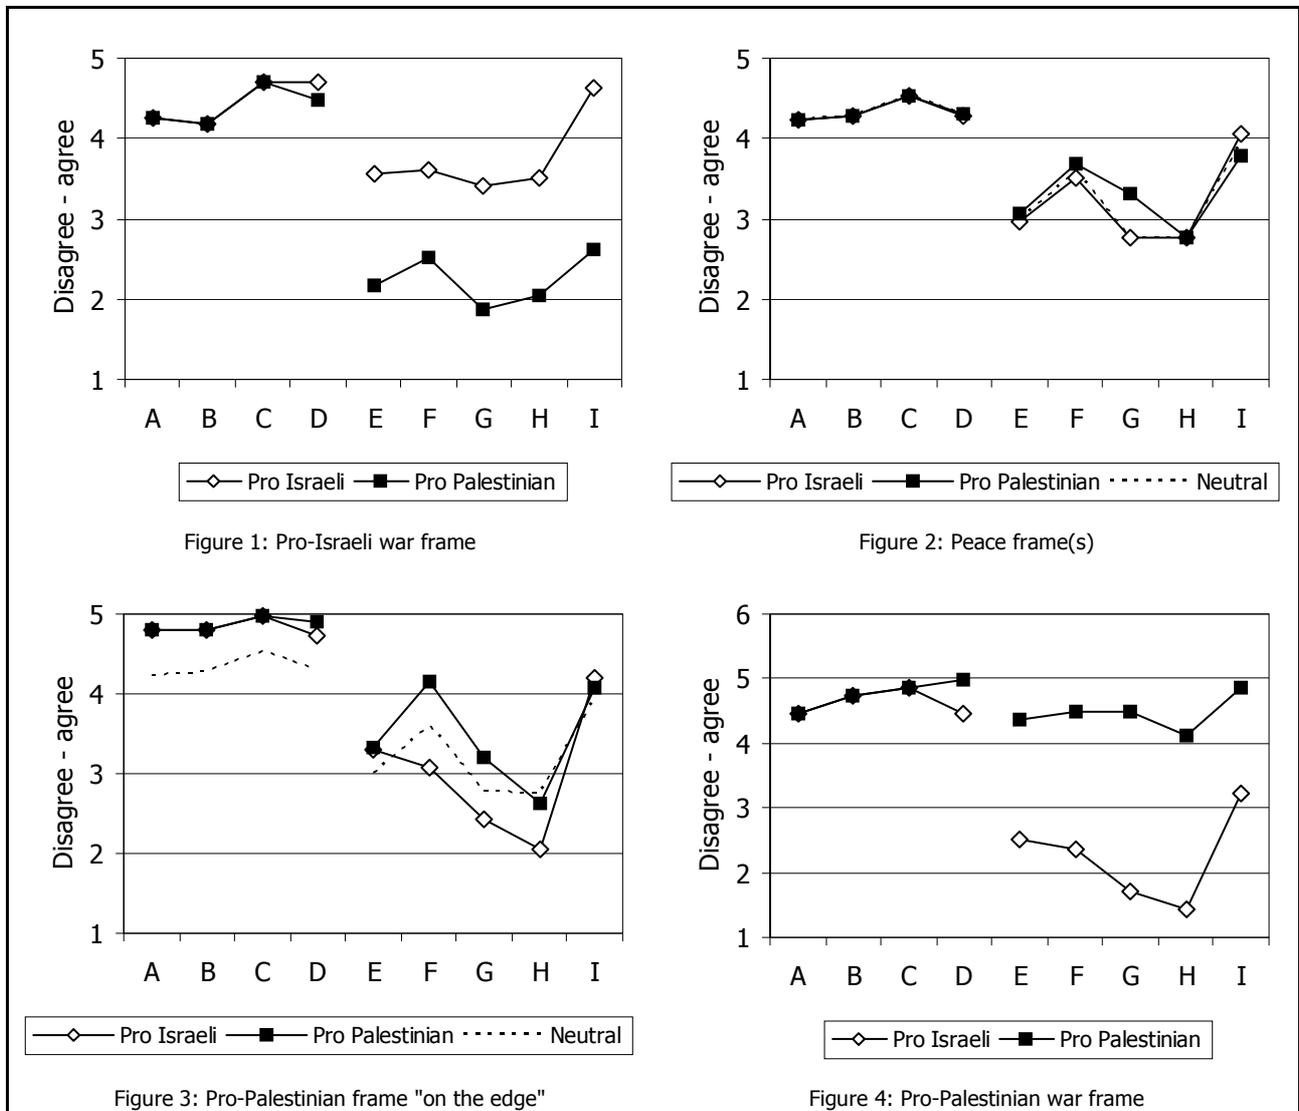 5
4
3
2
1
Disagree - agree
A B C D E F G H I
Pro Israeli Pro Palestinian
Figure 1: Pro-Israeli war frame
5
4
3
2
1
Disagree - agree
A B C D E F G H I
Pro Israeli Pro Palestinian Neutral
Figure 2: Peace frame(s)
5
4
3
2
1
Disagree - agree
A B C D E F G H I
Pro Israeli Pro Palestinian Neutral
Figure 3: Pro-Palestinian frame "on the edge"
6
5
4
3
2
1
Disagree - agree
A B C D E F G H I
Pro Israeli Pro Palestinian
Figure 4: Pro-Palestinian war frame